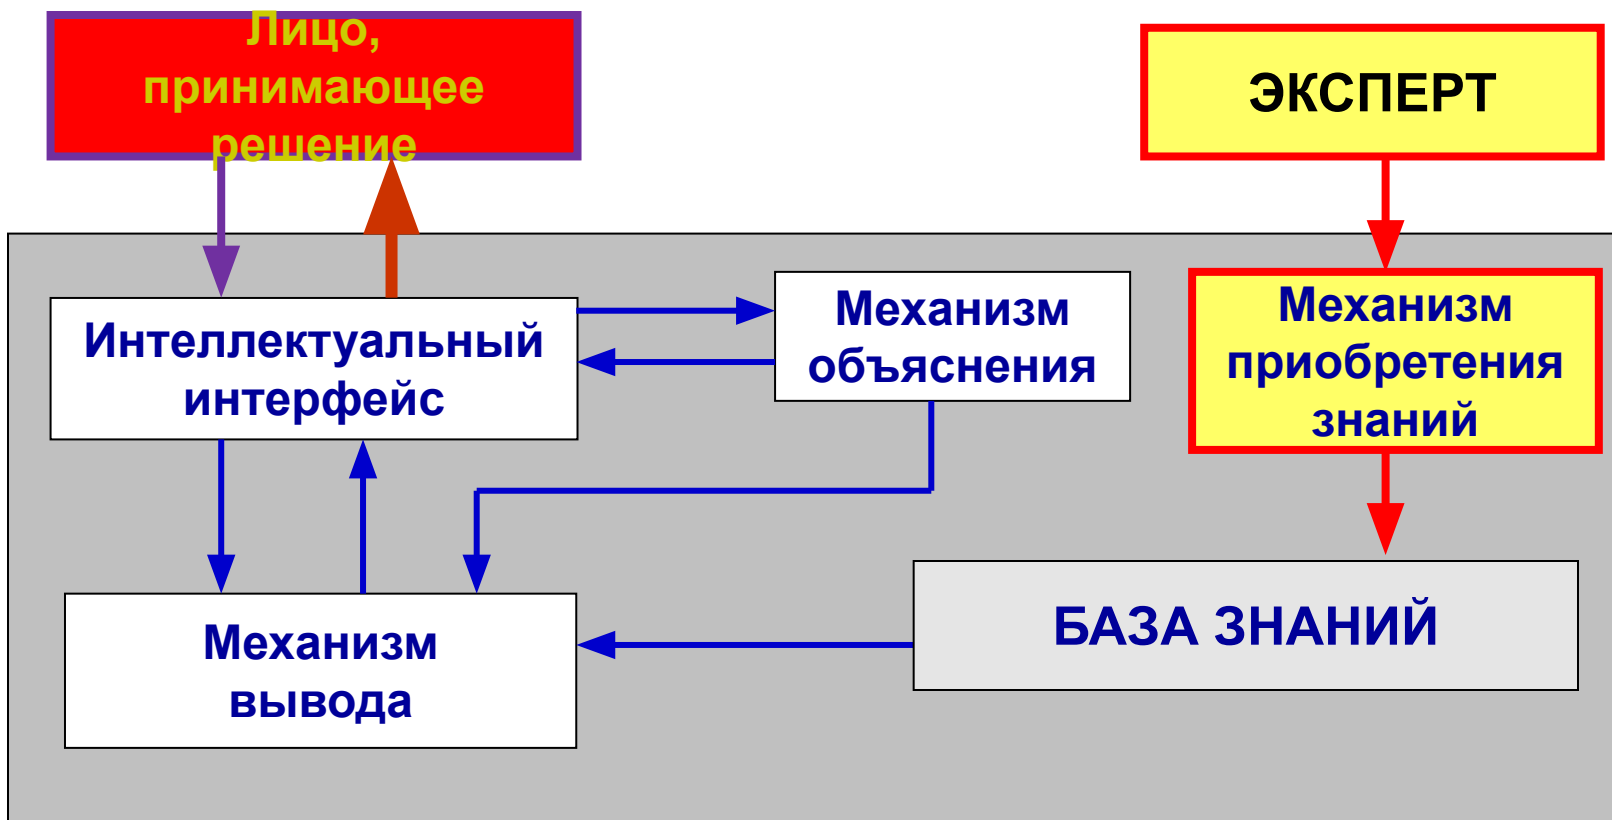 Лицо,
принимающее
решение
ЭКСПЕРТ
Интеллектуальный
интерфейс
Механизм
объяснения
Механизм
приобретения
знаний
Механизм
вывода
БАЗА ЗНАНИЙ